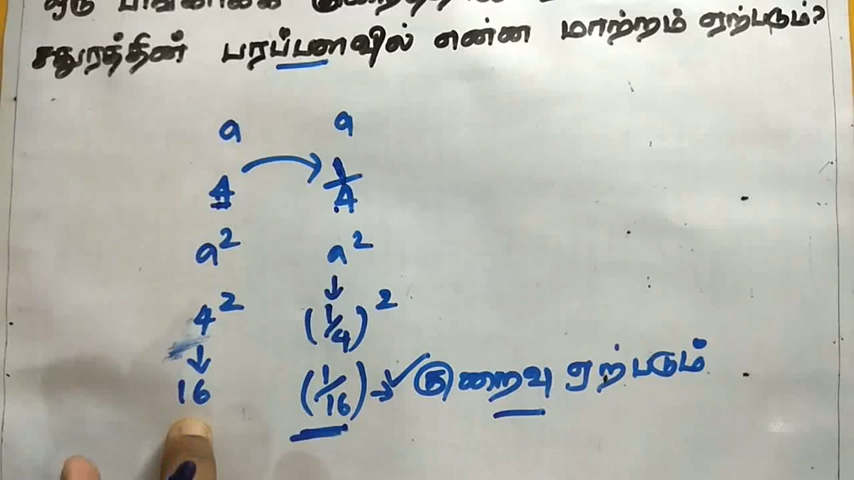 சதுரத்தின் பரப்பளவில் என்ன மாற்றம் ஏற்படும்?
a a
4 1/4
a² a²
4² (1/4)²
16 (1/16) → ✓ குறைவு ஏற்படும்